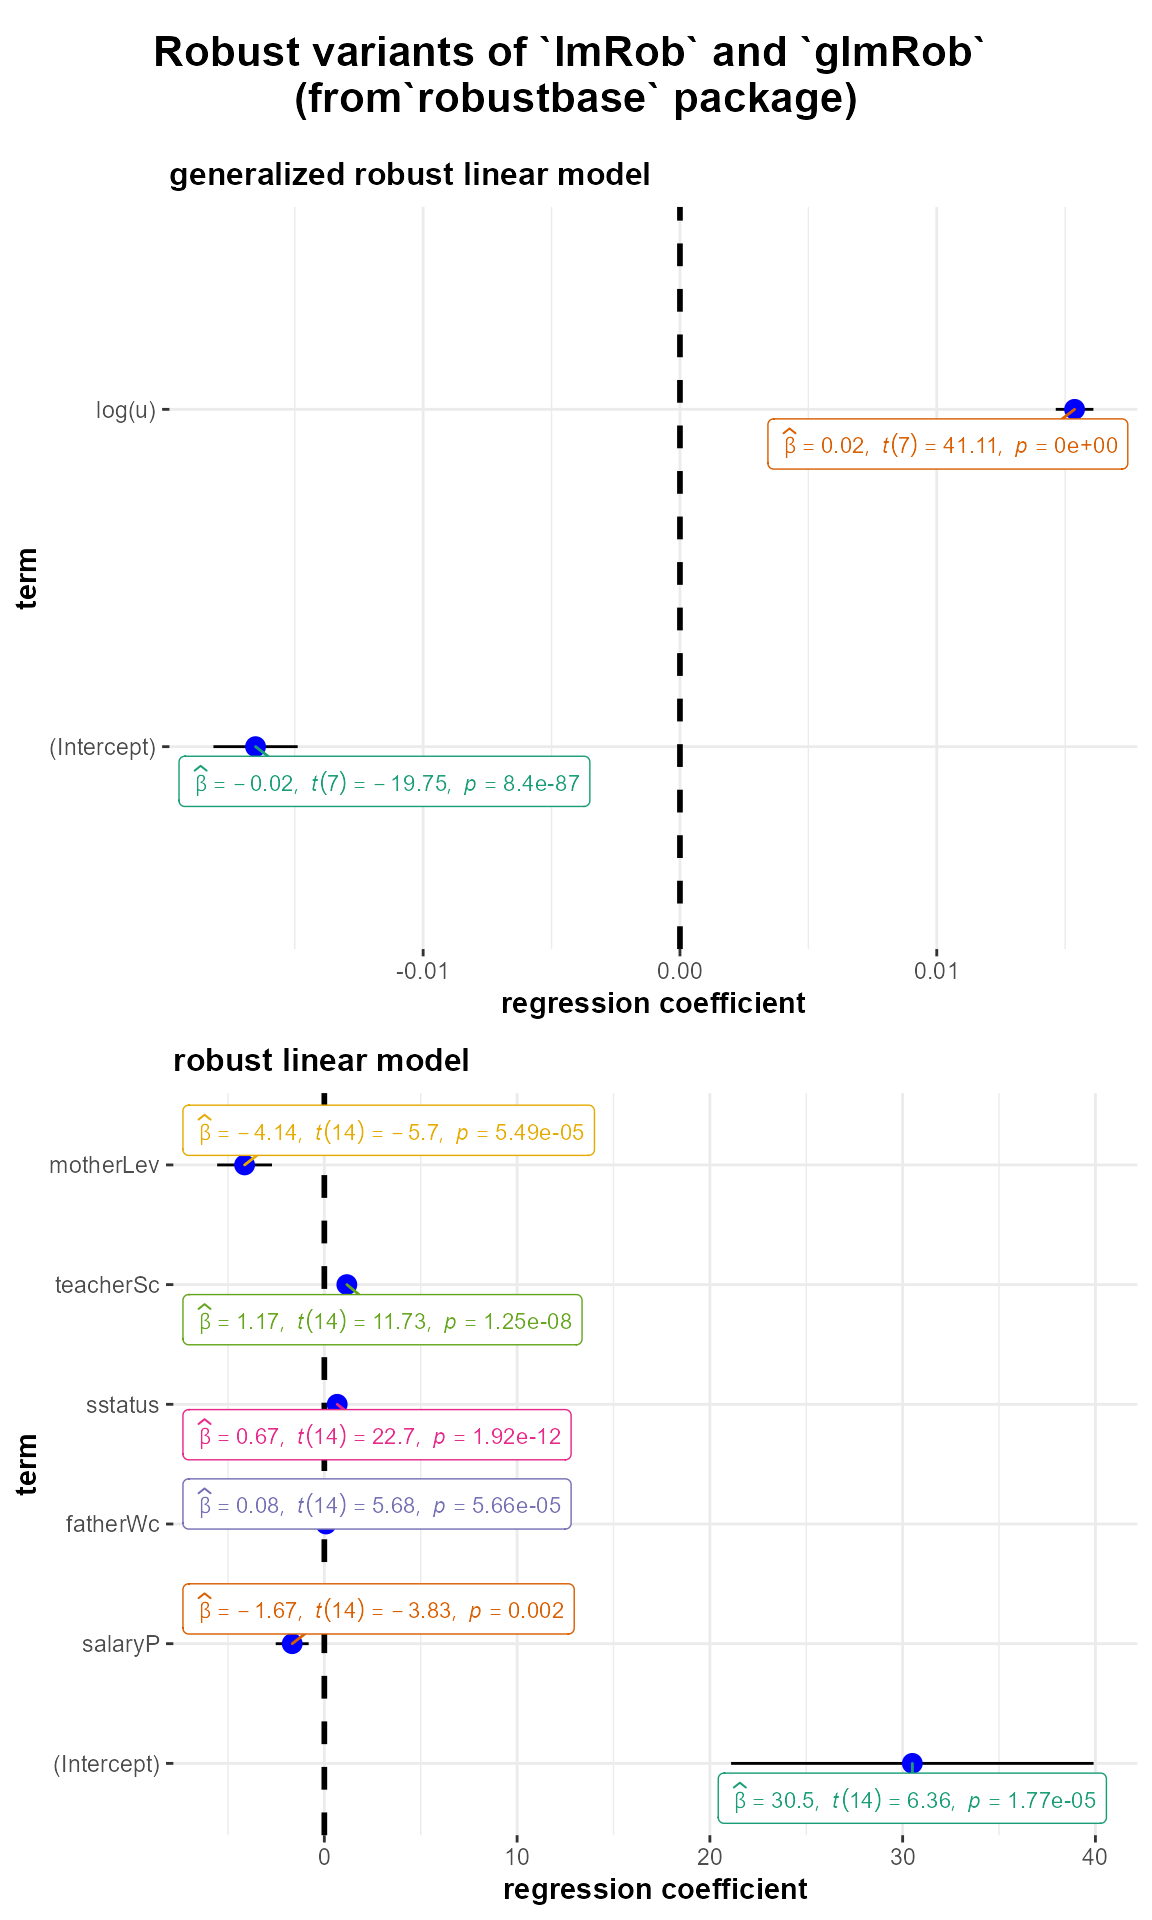 Robust variants of `lmRob` and `glmRob`
(from`robustbase` package)
generalized robust linear model
log(u)
β̂ = 0.02, t(7) = 41.11, p = 0e+00
term
(Intercept)
β̂ = −0.02, t(7) = −19.75, p = 8.4e-87
-0.01 0.00 0.01
regression coefficient
robust linear model
β̂ = −4.14, t(14) = −5.7, p = 5.49e-05
motherLev
teacherSc
β̂ = 1.17, t(14) = 11.73, p = 1.25e-08
sstatus
β̂ = 0.67, t(14) = 22.7, p = 1.92e-12
term
β̂ = 0.08, t(14) = 5.68, p = 5.66e-05
fatherWc
β̂ = −1.67, t(14) = −3.83, p = 0.002
salaryP
(Intercept)
β̂ = 30.5, t(14) = 6.36, p = 1.77e-05
0 10 20 30 40
regression coefficient